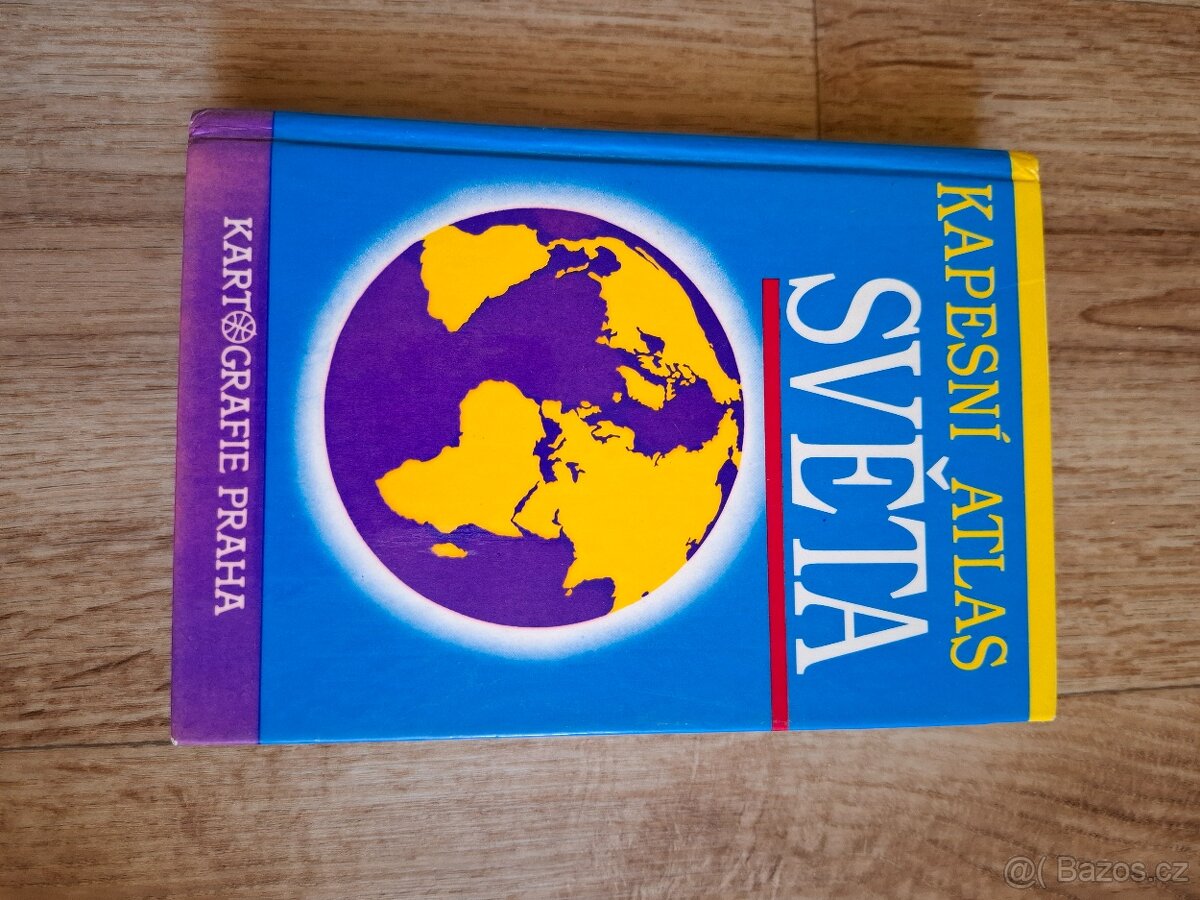 KAPESNÍ ATLAS
SVĚTA
KARTOGRAFIE PRAHA
@( Bazos.cz